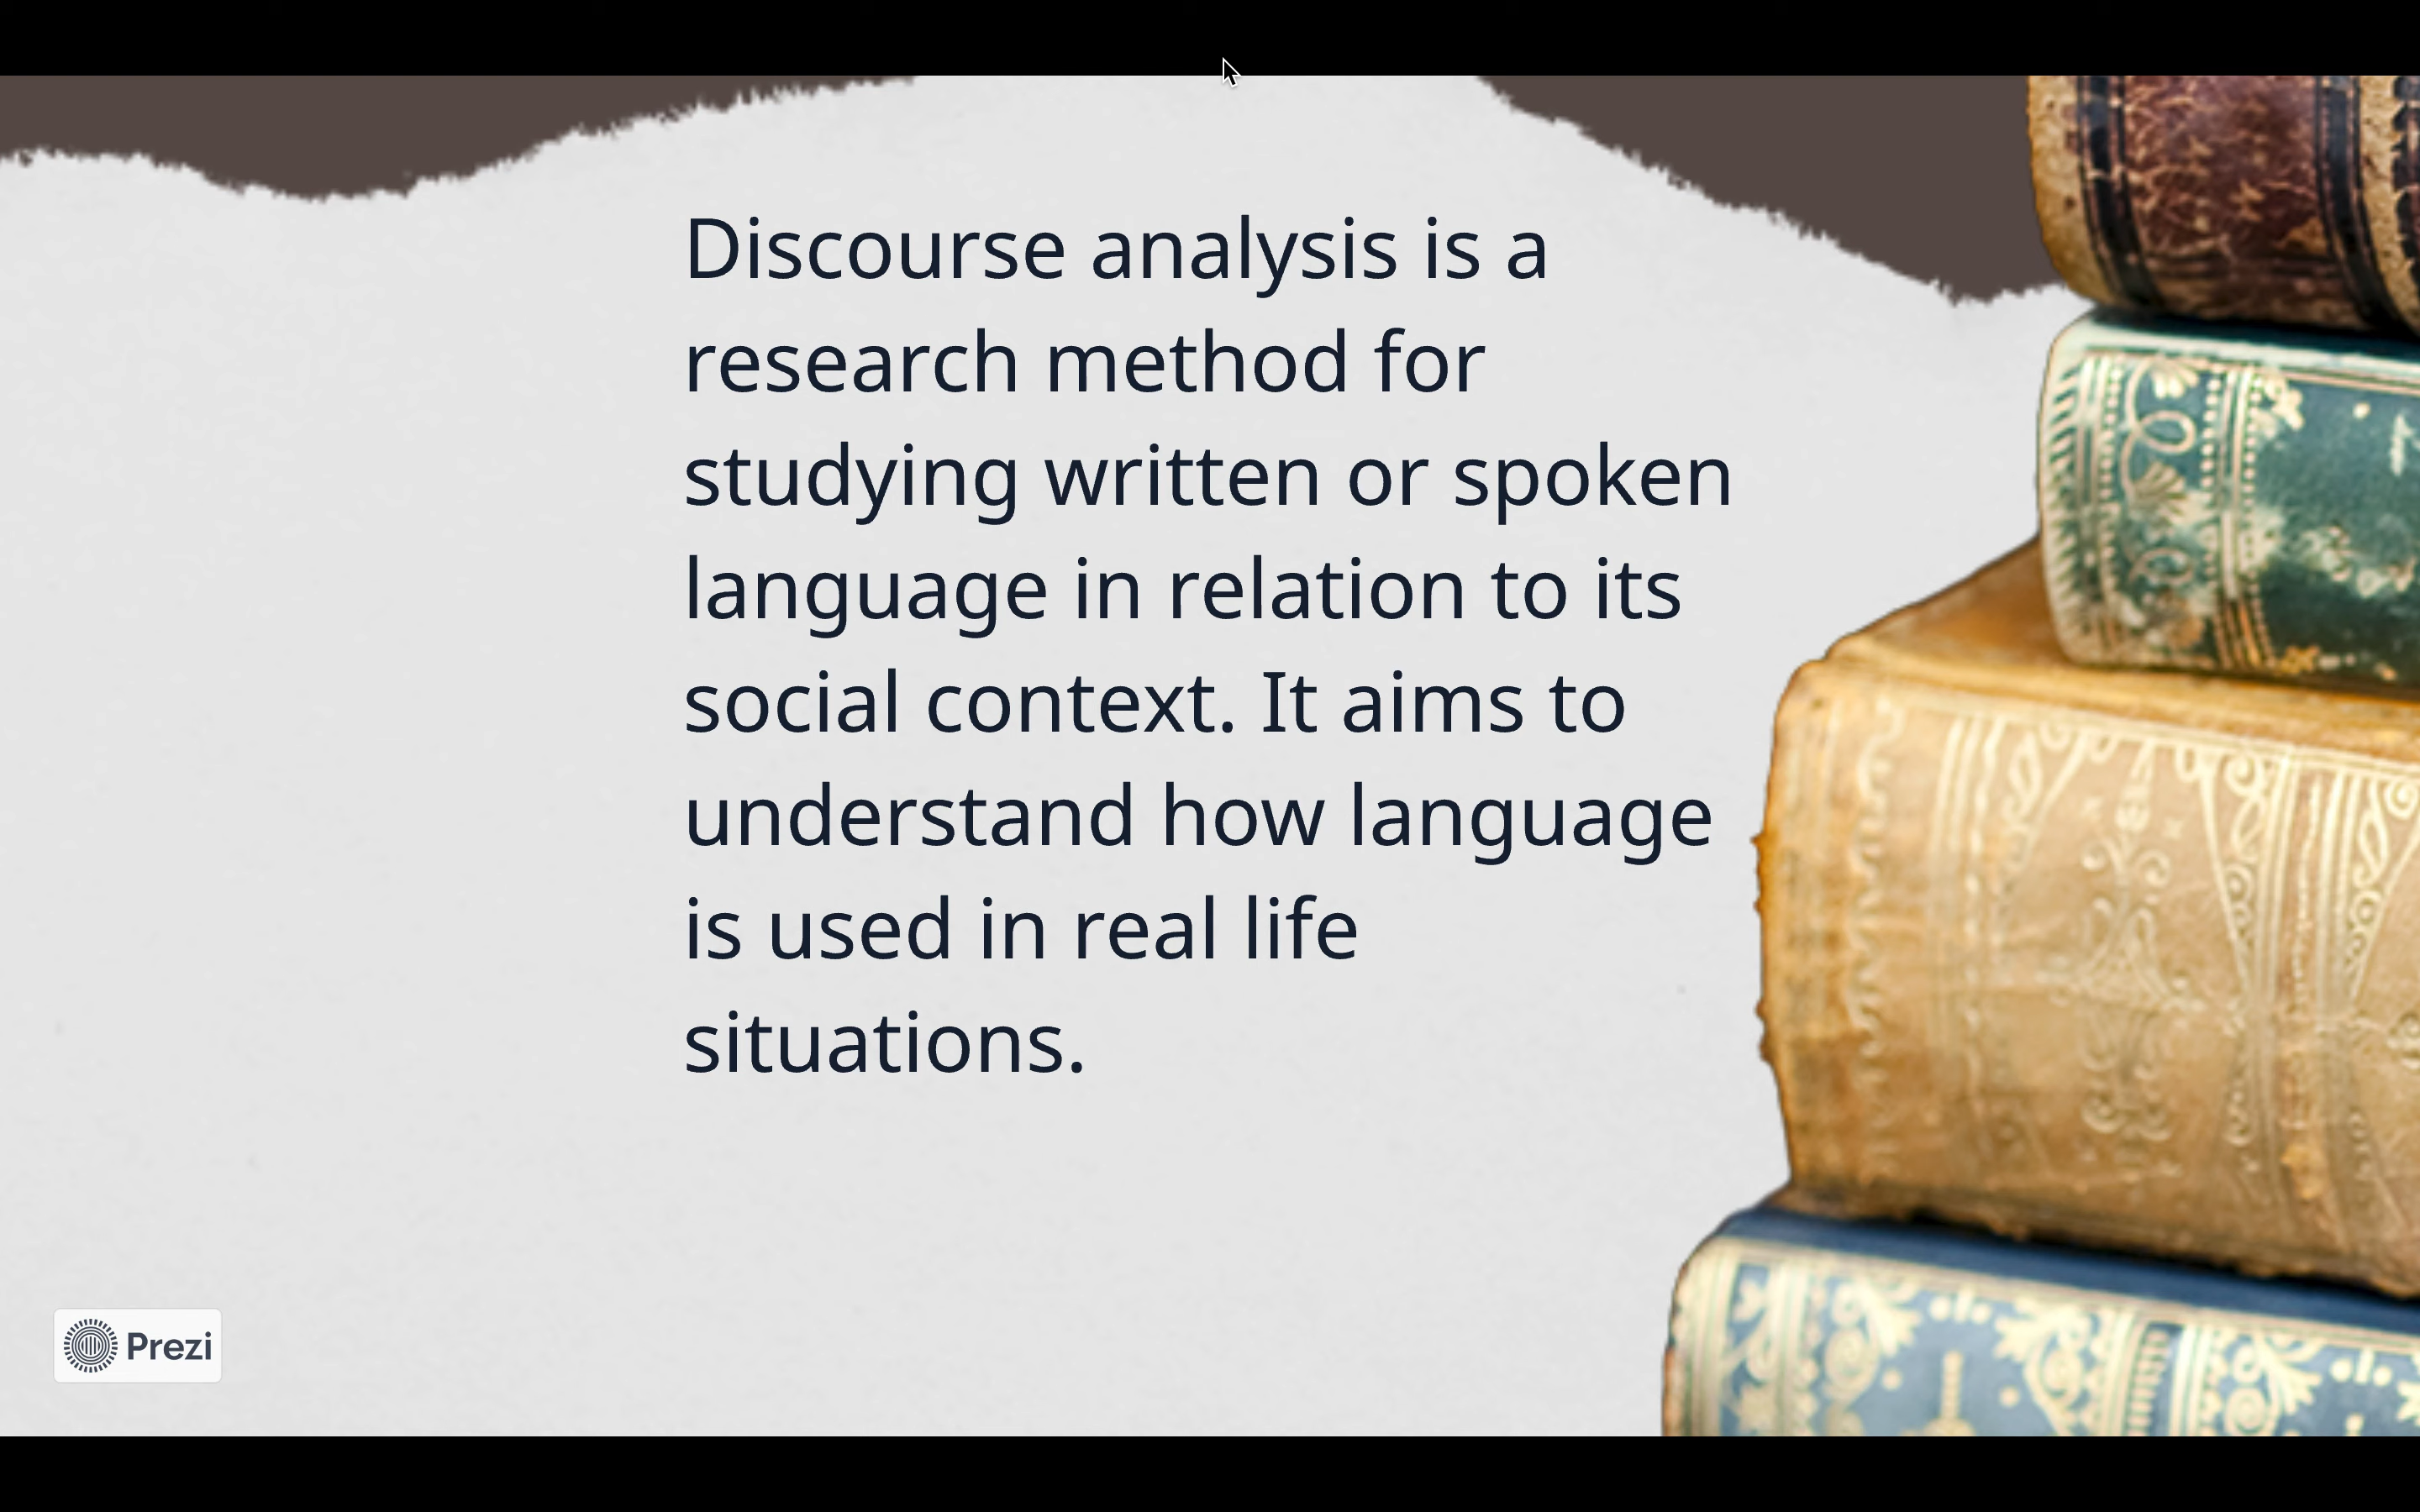 Discourse analysis is a
research method for
studying written or spoken
language in relation to its
social context. It aims to
understand how language
is used in real life
situations.
Prezi